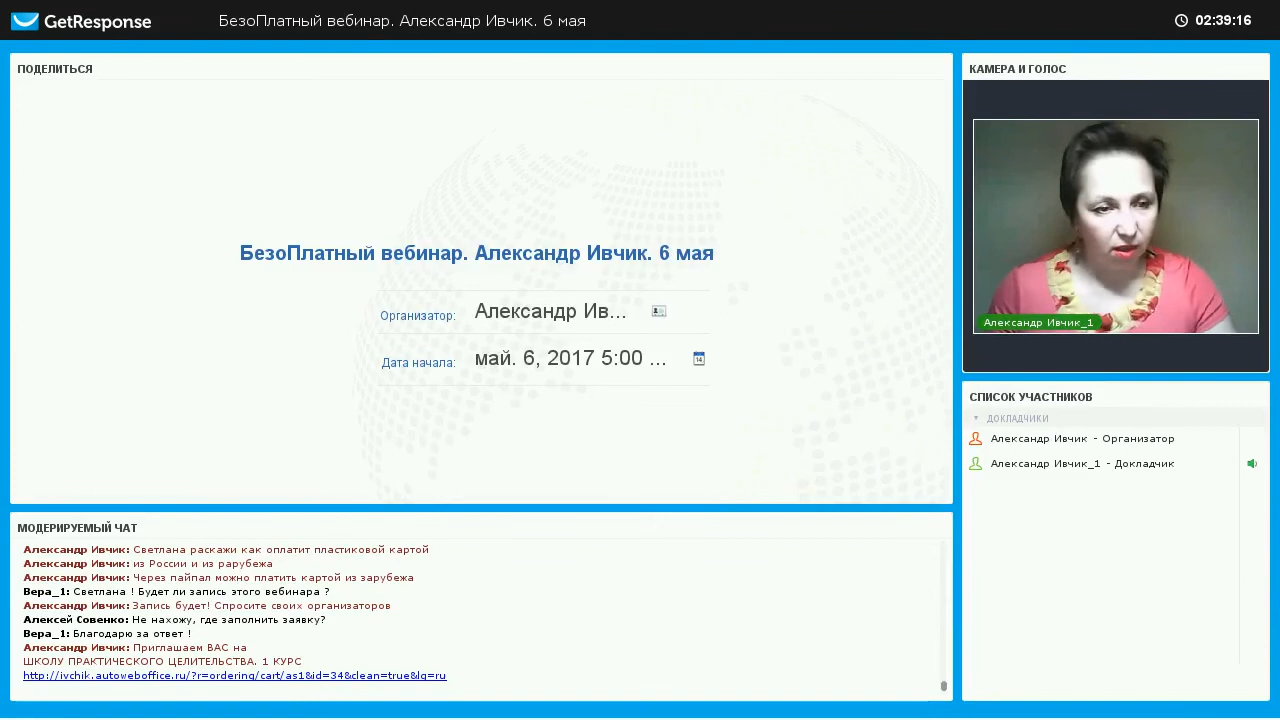 GetResponse
БезоПлатный вебинар. Александр Ивчик. 6 мая
02:39:16
ПОДЕЛИТЬСЯ
БезоПлатный вебинар. Александр Ивчик. 6 мая
Организатор: Александр Ив...
Дата начала: май. 6, 2017 5:00 ...
14
КАМЕРА И ГОЛОС
Александр Ивчик_1
СПИСОК УЧАСТНИКОВ
ДОКЛАДЧИКИ
Александр Ивчик - Организатор
Александр Ивчик_1 - Докладчик
МОДЕРИРУЕМЫЙ ЧАТ
Александр Ивчик: Светлана раскажи как оплатит пластиковой картой
Александр Ивчик: из России и из рарубежа
Александр Ивчик: Через пайпал можно платить картой из зарубежа
Вера_1: Светлана ! Будет ли запись этого вебинара ?
Александр Ивчик: Запись будет! Спросите своих организаторов
Алексей Совенко: Не нахожу, где заполнить заявку?
Вера_1: Благодарю за ответ !
Александр Ивчик: Приглашаем ВАС на
ШКОЛУ ПРАКТИЧЕСКОГО ЦЕЛИТЕЛЬСТВА. 1 КУРС
http://ivchik.autoweboffice.ru/?r=ordering/cart/as1&id=34&clean=true&lg=ru